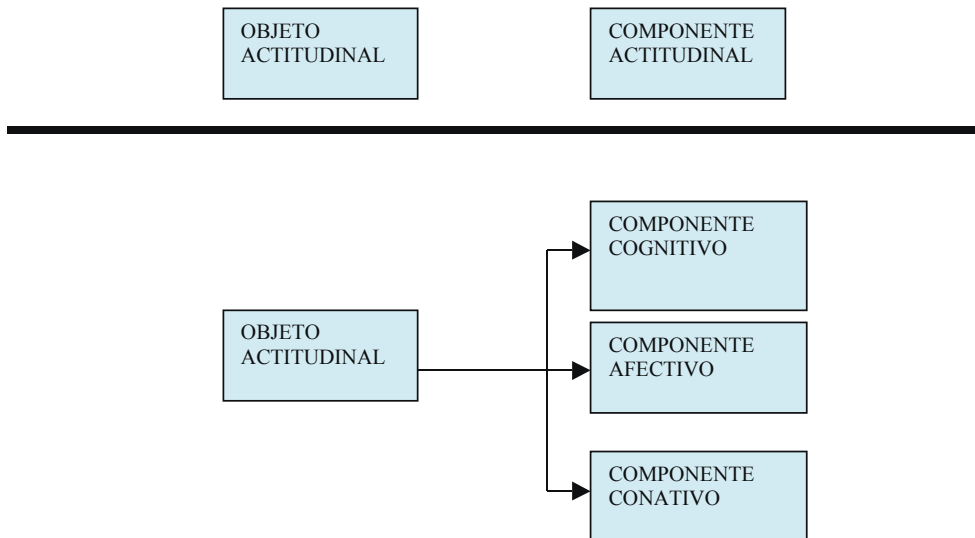 OBJETO
ACTITUDINAL
COMPONENTE
ACTITUDINAL
COMPONENTE
COGNITIVO
OBJETO
ACTITUDINAL
COMPONENTE
AFECTIVO
COMPONENTE
CONATIVO